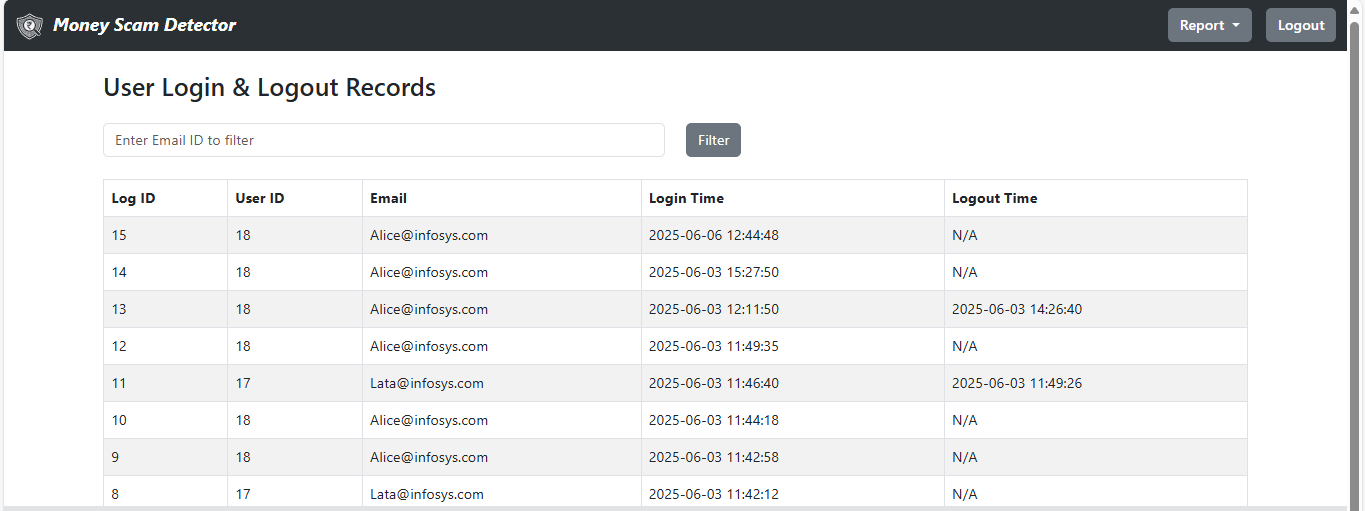 Money Scam Detector Report Logout
User Login & Logout Records
Enter Email ID to filter Filter
Log ID User ID Email Login Time Logout Time
15 18 Alice@infosys.com 2025-06-06 12:44:48 N/A
14 18 Alice@infosys.com 2025-06-03 15:27:50 N/A
13 18 Alice@infosys.com 2025-06-03 12:11:50 2025-06-03 14:26:40
12 18 Alice@infosys.com 2025-06-03 11:49:35 N/A
11 17 Lata@infosys.com 2025-06-03 11:46:40 2025-06-03 11:49:26
10 18 Alice@infosys.com 2025-06-03 11:44:18 N/A
9 18 Alice@infosys.com 2025-06-03 11:42:58 N/A
8 17 Lata@infosys.com 2025-06-03 11:42:12 N/A